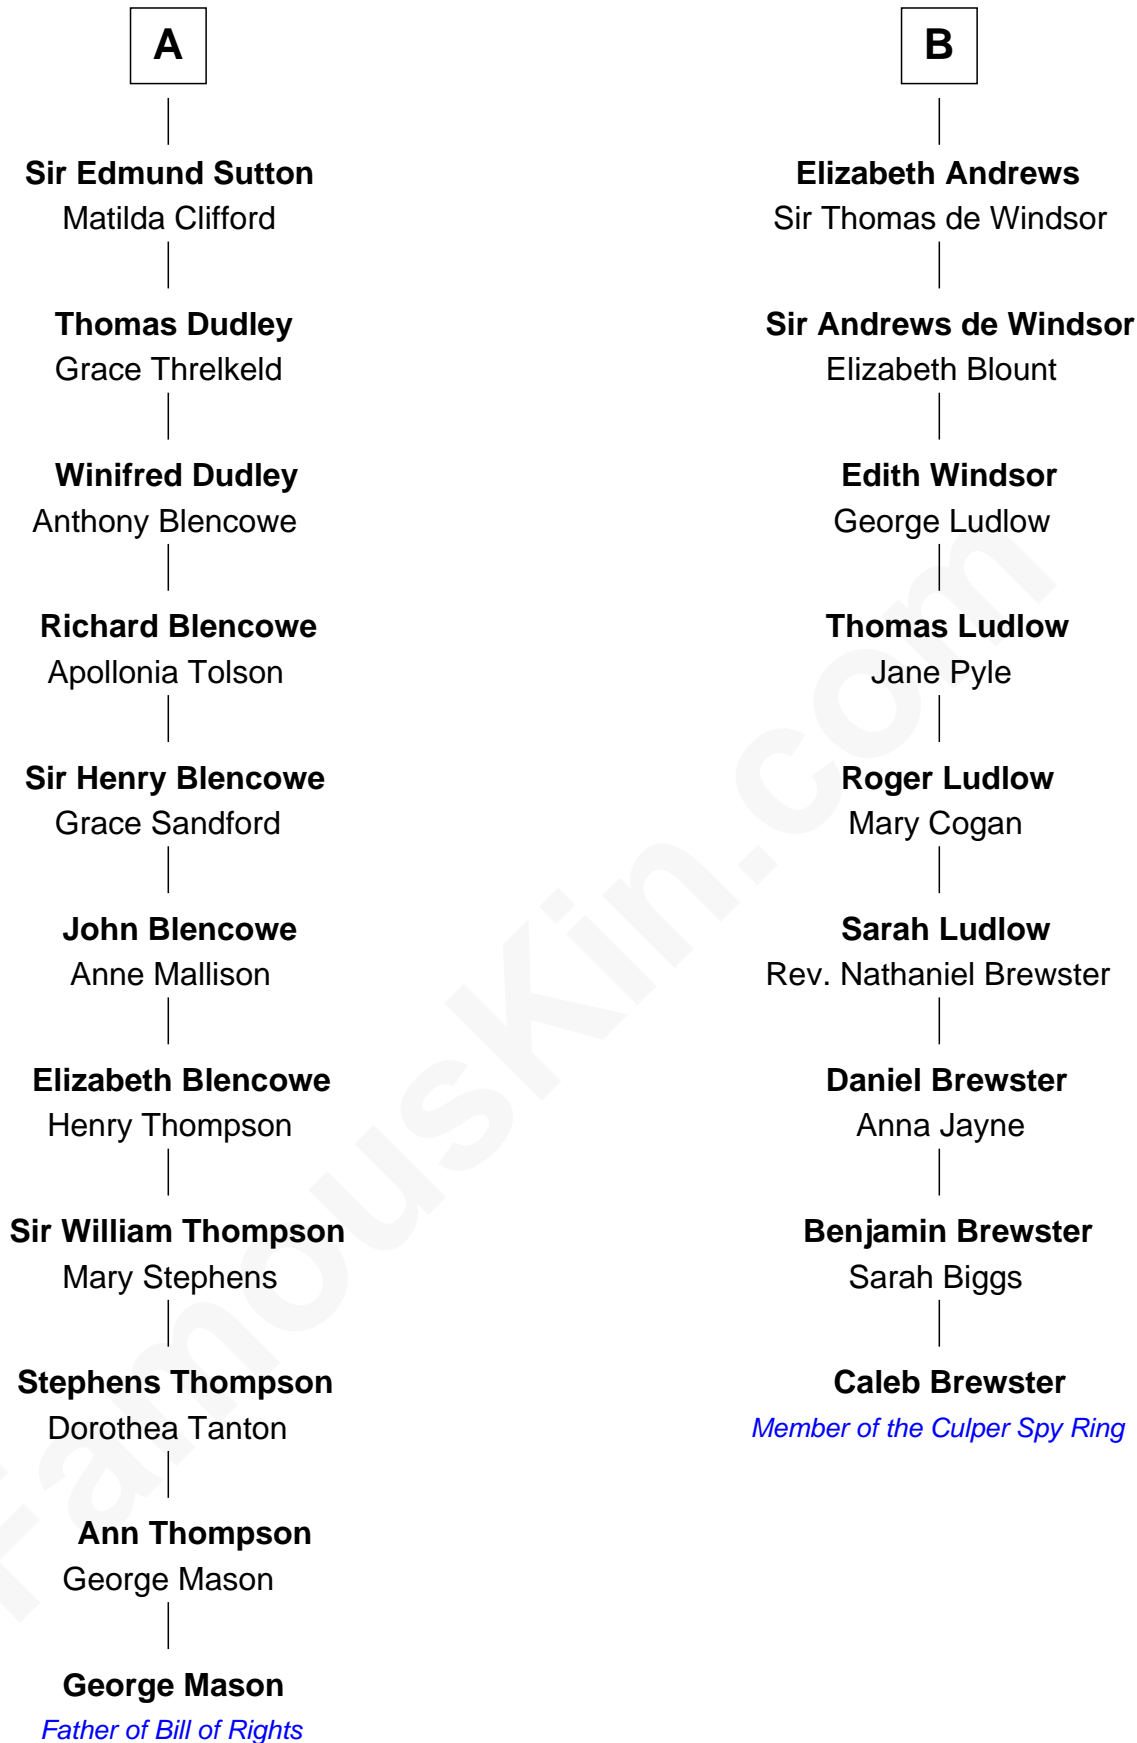 A
Sir Edmund Sutton
Matilda Clifford
Thomas Dudley
Grace Threlkeld
Winifred Dudley
Anthony Blencowe
Richard Blencowe
Apollonia Tolson
Sir Henry Blencowe
Grace Sandford
John Blencowe
Anne Mallison
Elizabeth Blencowe
Henry Thompson
Sir William Thompson
Mary Stephens
Stephens Thompson
Dorothea Tanton
Ann Thompson
George Mason
George Mason
Father of Bill of Rights
B
Elizabeth Andrews
Sir Thomas de Windsor
Sir Andrews de Windsor
Elizabeth Blount
Edith Windsor
George Ludlow
Thomas Ludlow
Jane Pyle
Roger Ludlow
Mary Cogan
Sarah Ludlow
Rev. Nathaniel Brewster
Daniel Brewster
Anna Jayne
Benjamin Brewster
Sarah Biggs
Caleb Brewster
Member of the Culper Spy Ring
FamousKin.com